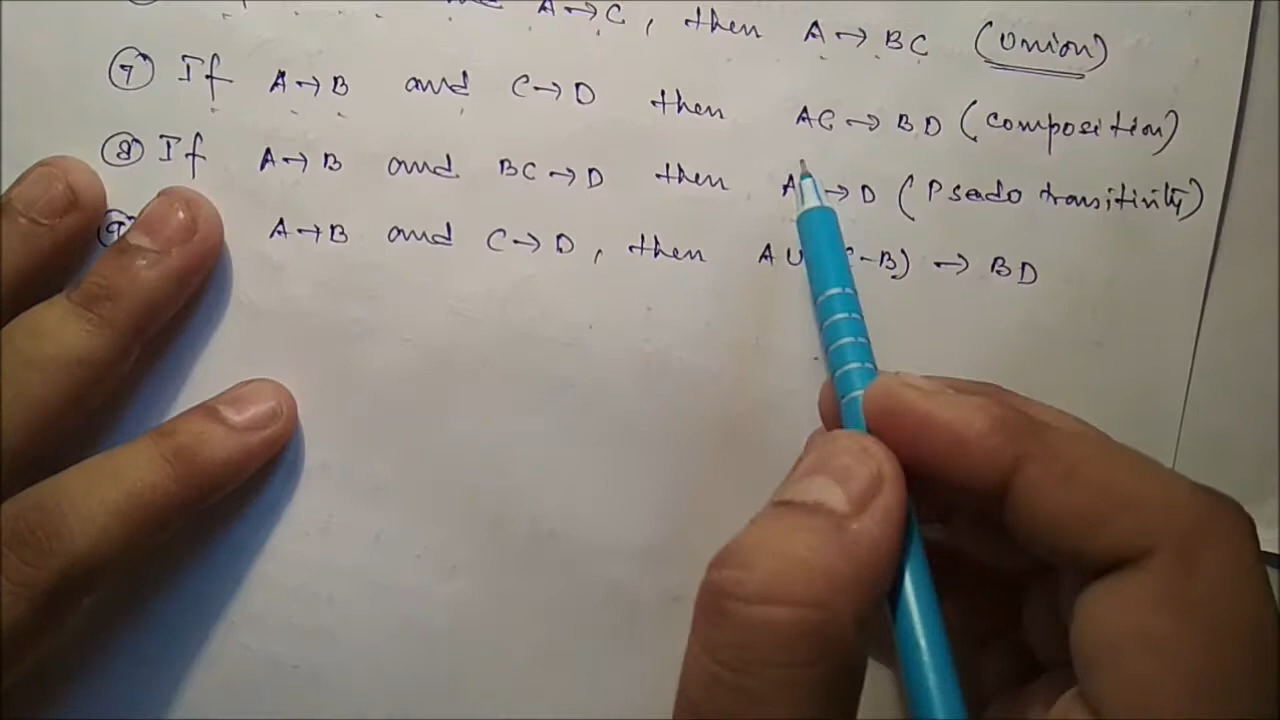 A→C, then A→BC (Union)
⑦ If A→B and C→D then AC→BD (composition)
⑧ If A→B and BC→D then A →D (Psedo transitivity)
⑨ A→B and C→D, then A U -B) → BD